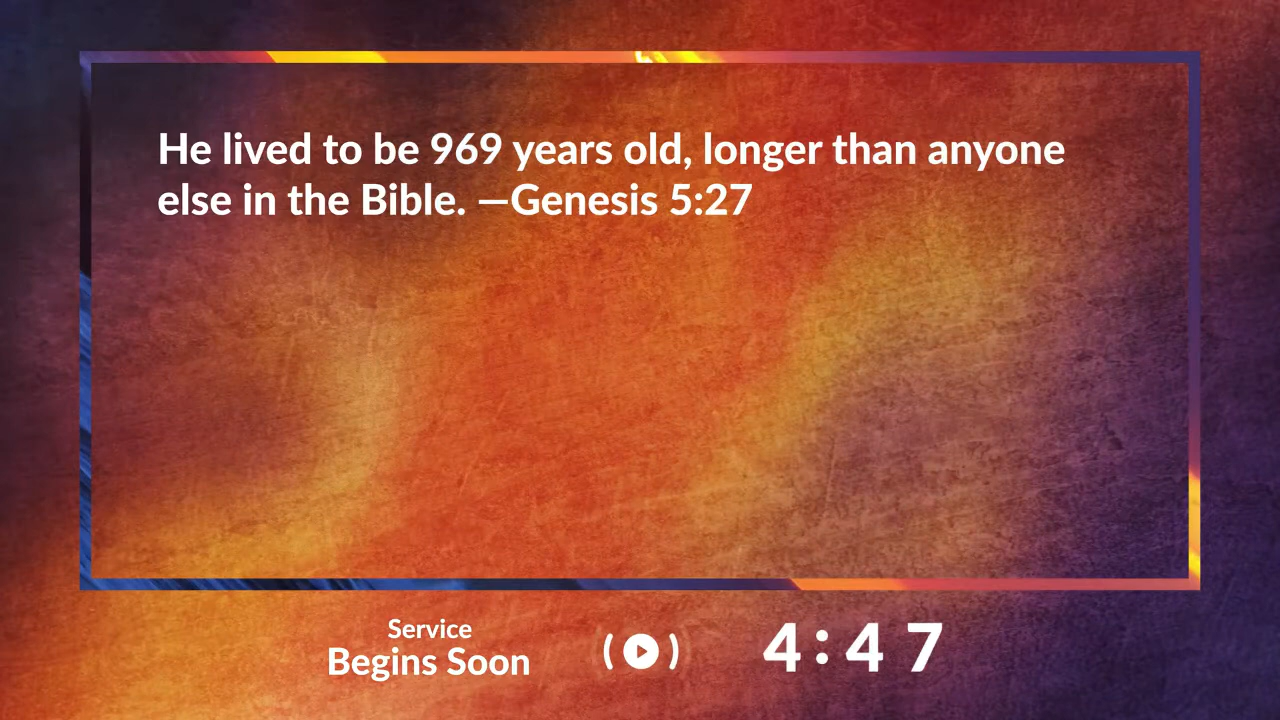 He lived to be 969 years old, longer than anyone
else in the Bible. —Genesis 5:27
Service
Begins Soon
4:47